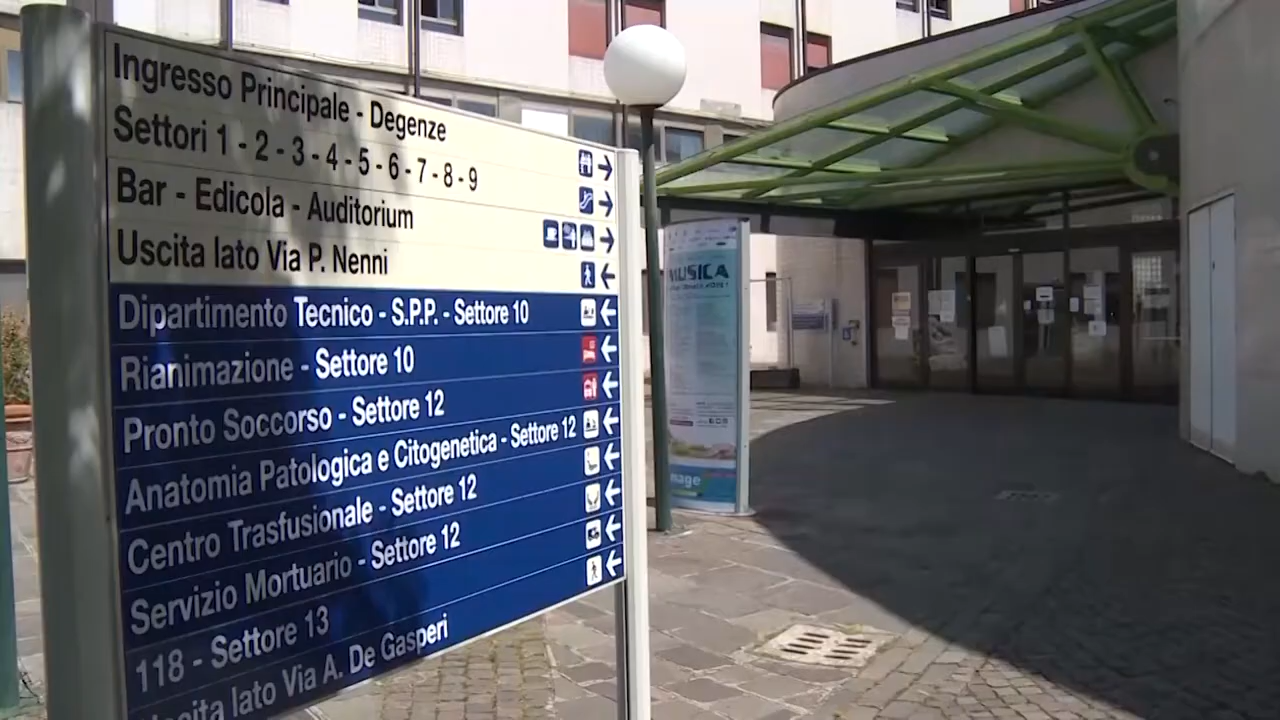 Ingresso Principale - Degenze
Settori 1 - 2 - 3 - 4 - 5 - 6 - 7 - 8 - 9
Bar - Edicola - Auditorium
Uscita lato Via P. Nenni
Dipartimento Tecnico - S.P.P. - Settore 10
Rianimazione - Settore 10
Pronto Soccorso - Settore 12
Anatomia Patologica e Citogenetica - Settore 12
Centro Trasfusionale - Settore 12
Servizio Mortuario - Settore 12
118 - Settore 13
Uscita lato Via A. De Gasperi
MUSICA